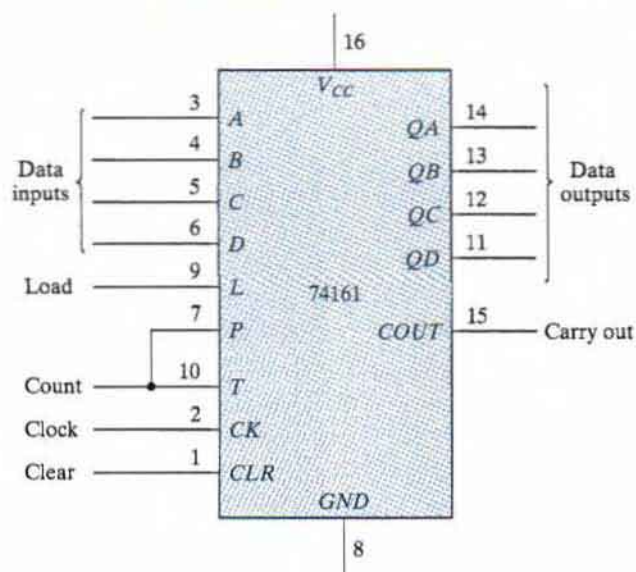 16
V_CC
3 A
4 B
Data inputs
5 C
6 D
Load 9 L
7 P
Count 10 T
Clock 2 CK
Clear 1 CLR
74161
QA 14
QB 13
Data outputs
QC 12
QD 11
COUT 15 Carry out
GND
8